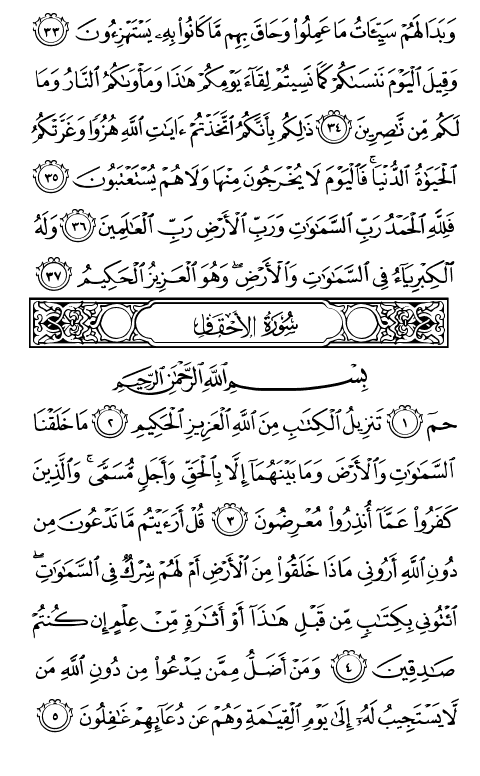 وَبَدَا لَهُمْ سَيِّـَٔاتُ مَا عَمِلُوا۟ وَحَاقَ بِهِم مَّا كَانُوا۟ بِهِۦ يَسْتَهْزِءُونَ ٣٣
وَقِيلَ ٱلْيَوْمَ نَنسَىٰكُمْ كَمَا نَسِيتُمْ لِقَآءَ يَوْمِكُمْ هَٰذَا وَمَأْوَىٰكُمُ ٱلنَّارُ وَمَا
لَكُم مِّن نَّٰصِرِينَ ٣٤ ذَٰلِكُم بِأَنَّكُمُ ٱتَّخَذْتُمْ ءَايَٰتِ ٱللَّهِ هُزُوًا وَغَرَّتْكُمُ
ٱلْحَيَوٰةُ ٱلدُّنْيَا ۚ فَٱلْيَوْمَ لَا يُخْرَجُونَ مِنْهَا وَلَا هُمْ يُسْتَعْتَبُونَ ٣٥
فَلِلَّهِ ٱلْحَمْدُ رَبِّ ٱلسَّمَٰوَٰتِ وَرَبِّ ٱلْأَرْضِ رَبِّ ٱلْعَٰلَمِينَ ٣٦ وَلَهُ
ٱلْكِبْرِيَآءُ فِى ٱلسَّمَٰوَٰتِ وَٱلْأَرْضِ ۖ وَهُوَ ٱلْعَزِيزُ ٱلْحَكِيمُ ٣٧
سُورَةُ الأَحْقَافِ
بِسْمِ ٱللَّهِ ٱلرَّحْمَٰنِ ٱلرَّحِيمِ
حمٓ ١ تَنزِيلُ ٱلْكِتَٰبِ مِنَ ٱللَّهِ ٱلْعَزِيزِ ٱلْحَكِيمِ ٢ مَا خَلَقْنَا
ٱلسَّمَٰوَٰتِ وَٱلْأَرْضَ وَمَا بَيْنَهُمَآ إِلَّا بِٱلْحَقِّ وَأَجَلٍ مُّسَمًّى ۚ وَٱلَّذِينَ
كَفَرُوا۟ عَمَّآ أُنذِرُوا۟ مُعْرِضُونَ ٣ قُلْ أَرَءَيْتُم مَّا تَدْعُونَ مِن
دُونِ ٱللَّهِ أَرُونِى مَاذَا خَلَقُوا۟ مِنَ ٱلْأَرْضِ أَمْ لَهُمْ شِرْكٌ فِى ٱلسَّمَٰوَٰتِ ۖ
ٱئْتُونِى بِكِتَٰبٍ مِّن قَبْلِ هَٰذَآ أَوْ أَثَٰرَةٍ مِّنْ عِلْمٍ إِن كُنتُمْ
صَٰدِقِينَ ٤ وَمَنْ أَضَلُّ مِمَّن يَدْعُوا۟ مِن دُونِ ٱللَّهِ مَن
لَّا يَسْتَجِيبُ لَهُۥٓ إِلَىٰ يَوْمِ ٱلْقِيَٰمَةِ وَهُمْ عَن دُعَآئِهِمْ غَٰفِلُونَ ٥